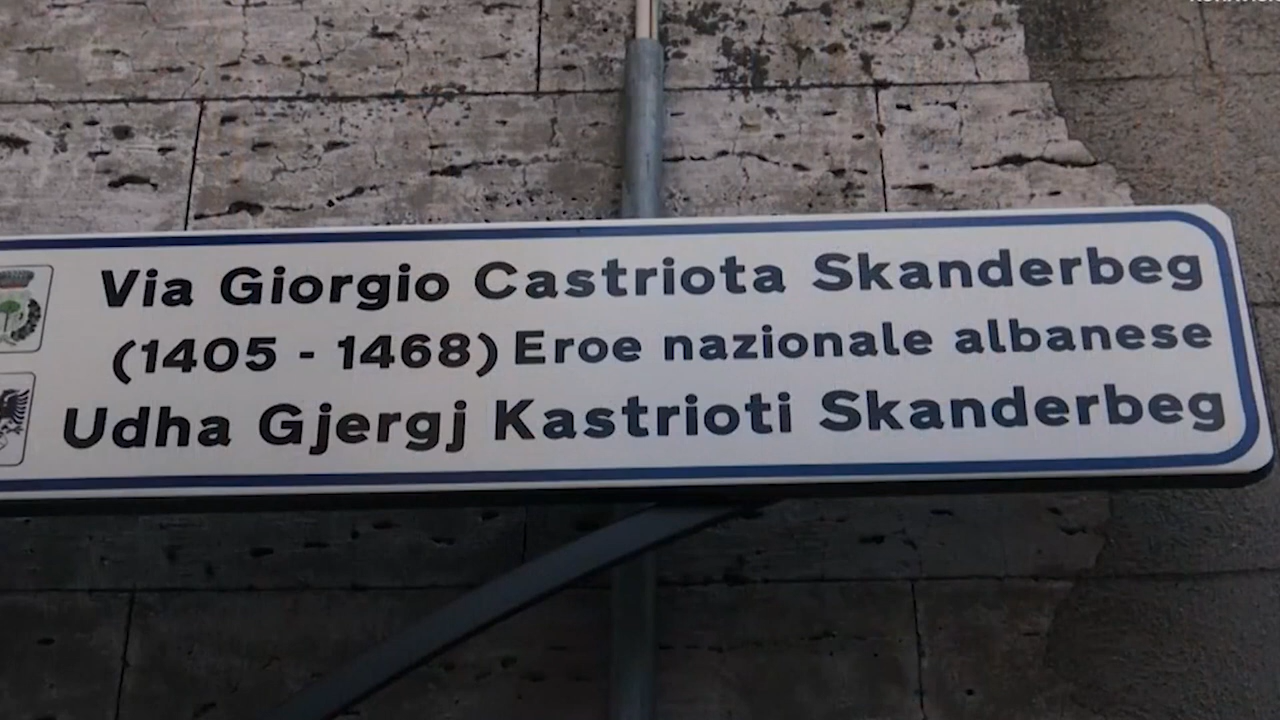 Via Giorgio Castriota Skanderbeg
(1405 - 1468) Eroe nazionale albanese
Udha Gjergj Kastrioti Skanderbeg